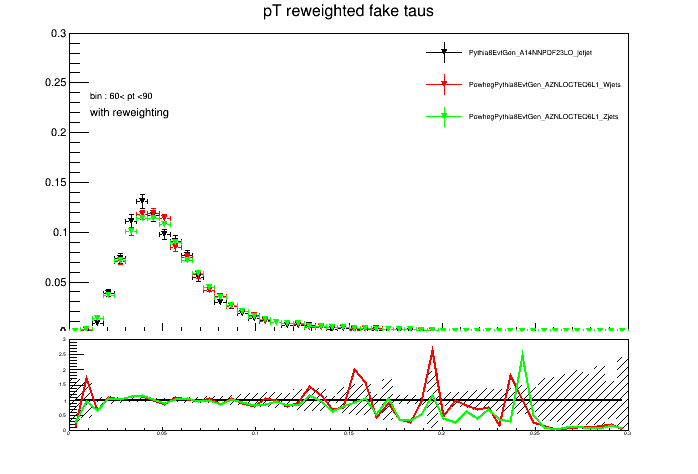 pT reweighted fake taus
0.3
0.25
0.2
0.15
0.1
0.05
bin : 60< pt <90
with reweighting
Pythia8EvtGen_A14NNPDF23LO_jetjet
PowhegPythia8EvtGen_AZNLOCTEQ6L1_Wjets
PowhegPythia8EvtGen_AZNLOCTEQ6L1_Zjets
3
2.5
2
1.5
1
0.5
0
0 0.05 0.1 0.15 0.2 0.25 0.3